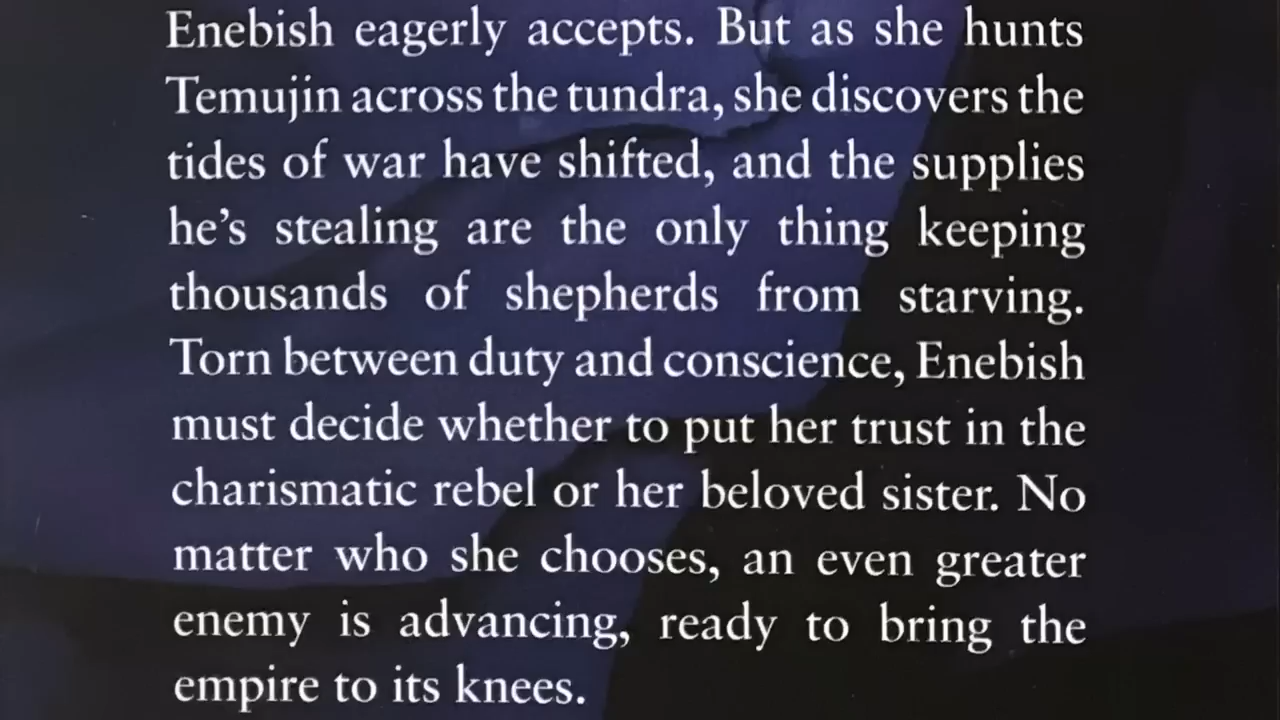 Enebish eagerly accepts. But as she hunts
Temujin across the tundra, she discovers the
tides of war have shifted, and the supplies
he’s stealing are the only thing keeping
thousands of shepherds from starving.
Torn between duty and conscience, Enebish
must decide whether to put her trust in the
charismatic rebel or her beloved sister. No
matter who she chooses, an even greater
enemy is advancing, ready to bring the
empire to its knees.